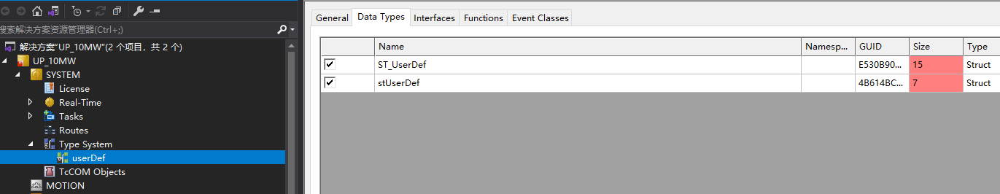 搜索解决方案资源管理器(Ctrl+;)
解决方案"UP_10MW"(2 个项目，共 2 个)
UP_10MW
SYSTEM
License
Real-Time
Tasks
Routes
Type System
userDef
TcCOM Objects
MOTION
General Data Types Interfaces Functions Event Classes
Name Namesp... GUID Size Type
ST_UserDef E530B90... 15 Struct
stUserDef 4B614BC... 7 Struct